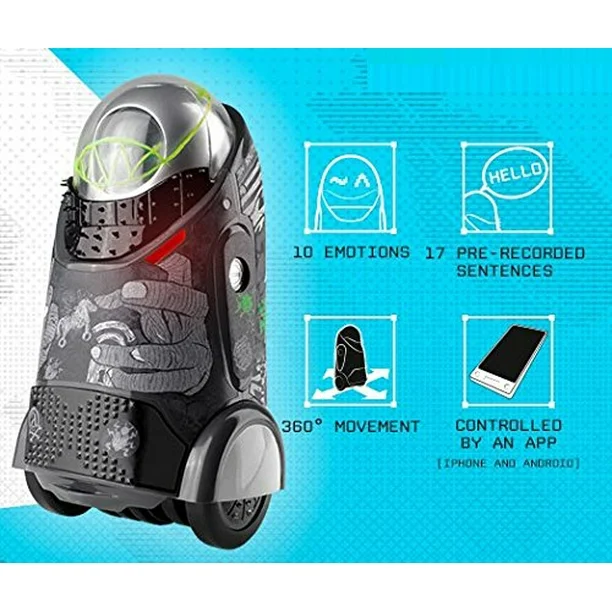 HELLO
10 EMOTIONS
17 PRE-RECORDED
SENTENCES
360° MOVEMENT
CONTROLLED
BY AN APP
[IPHONE AND ANDROID]